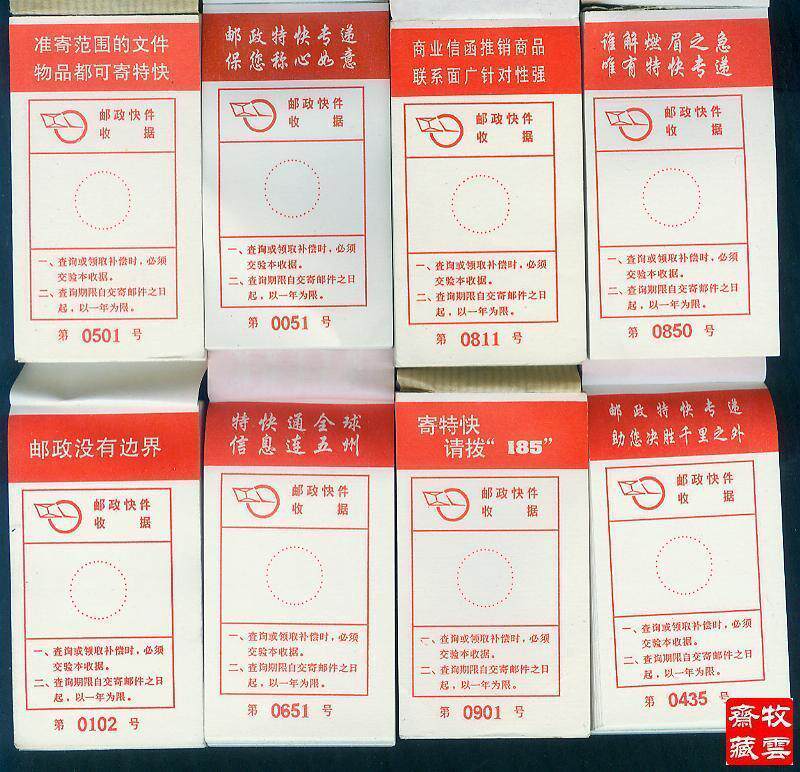 准寄范围的文件
物品都可寄特快
邮政快件
收 据
一、查询或领取补偿时，必须
交验本收据。
二、查询期限自交寄邮件之日
起，以一年为限。
第 0501 号
邮政特快专递
保您称心如意
邮政快件
收 据
一、查询或领取补偿时，必须
交验本收据。
二、查询期限自交寄邮件之日
起，以一年为限。
第 0051 号
商业信函推销商品
联系面广针对性强
邮政快件
收 据
一、查询或领取补偿时，必须
交验本收据。
二、查询期限自交寄邮件之日
起，以一年为限。
第 0811 号
谁解燃眉之急
唯有特快专递
邮政快件
收 据
一、查询或领取补偿时，必须
交验本收据。
二、查询期限自交寄邮件之日
起，以一年为限。
第 0850 号
邮政没有边界
邮政快件
收 据
一、查询或领取补偿时，必须
交验本收据。
二、查询期限自交寄邮件之日
起，以一年为限。
第 0102 号
特快通全球
信息连五州
邮政快件
收 据
一、查询或领取补偿时，必须
交验本收据。
二、查询期限自交寄邮件之日
起，以一年为限。
第 0651 号
寄特快
请拨“185”
邮政快件
收 据
一、查询或领取补偿时，必须
交验本收据。
二、查询期限自交寄邮件之日
起，以一年为限。
第 0901 号
邮政特快专递
助您决胜千里之外
邮政快件
收 据
一、查询或领取补偿时，必须
交验本收据。
二、查询期限自交寄邮件之日
起，以一年为限。
第 0435 号
牧雲
齋藏